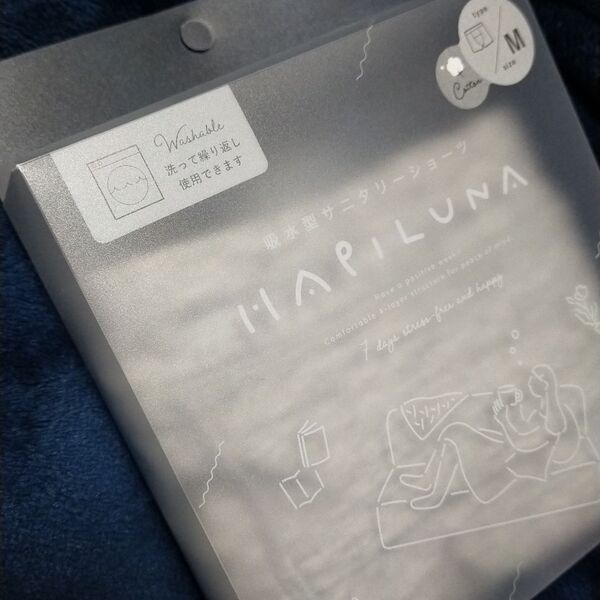 type
M
size
Cotton
Washable
洗って繰り返し
使用できます
吸水型サニタリーショーツ
HAPILUNA
Have a positive week.
Comfortable 4-layer structure for peace of mind.
7 days stress-free and happy